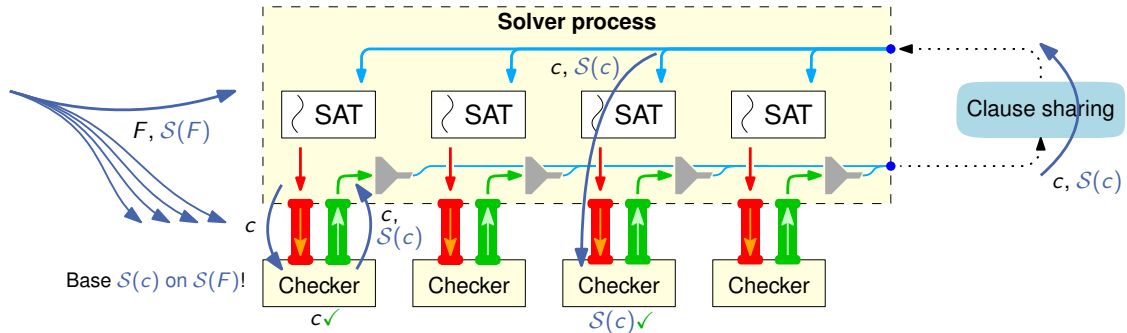 Solver process
c, 𝒮(c)
SAT SAT SAT SAT
Clause sharing
F, 𝒮(F)
c, 𝒮(c)
c
c,
𝒮(c)
Base 𝒮(c) on 𝒮(F)!
Checker Checker Checker Checker
c✓
𝒮(c)✓